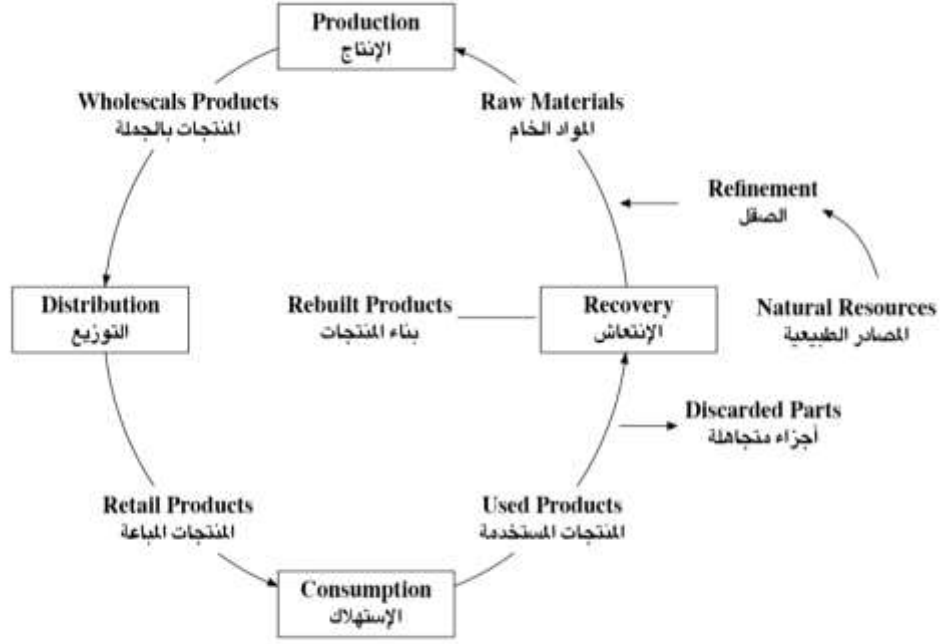 Production
الإنتاج
Wholescals Products
المنتجات بالجملة
Raw Materials
المواد الخام
Refinement
الصقل
Distribution
التوزيع
Rebuilt Products
بناء المنتجات
Recovery
الإنتعاش
Natural Resources
المصادر الطبيعية
Discarded Parts
أجزاء متجاهلة
Retail Products
المنتجات المباعة
Used Products
المنتجات المستخدمة
Consumption
الإستهلاك